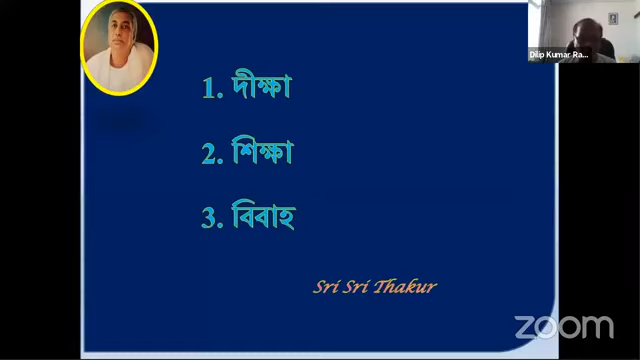 Dilip Kumar Ra...
1. দীক্ষা
2. শিক্ষা
3. বিবাহ
Sri Sri Thakur
zoom